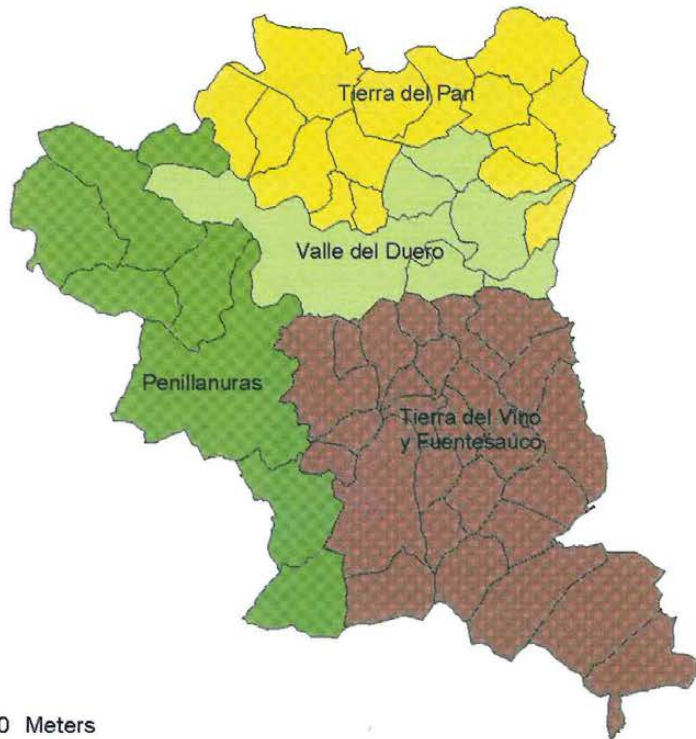 Tierra del Pan
Valle del Duero
Penillanuras
Tierra del Vino
y Fuentesaúco
0 Meters